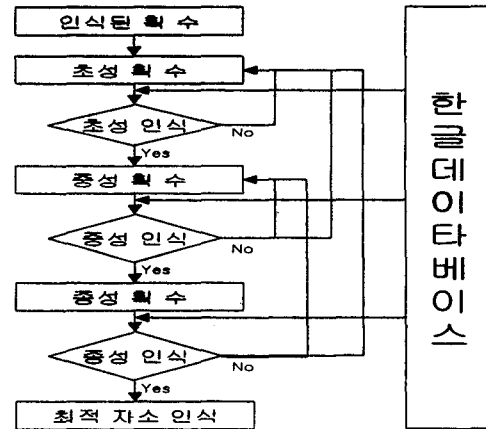 인식된 획 수
초성 획 수
초성 인식
No
Yes
중성 획 수
중성 인식
No
Yes
종성 획 수
종성 인식
No
Yes
최적 자소 인식
한글데이타베이스